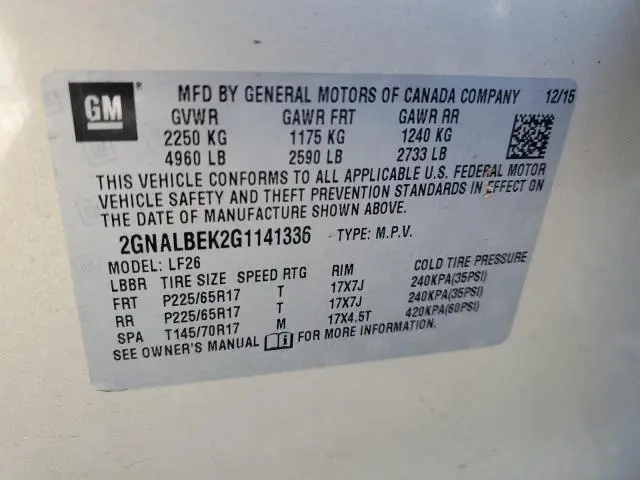 GM ®
MFD BY GENERAL MOTORS OF CANADA COMPANY 12/15
GVWR GAWR FRT GAWR RR
2250 KG 1175 KG 1240 KG
4960 LB 2590 LB 2733 LB
THIS VEHICLE CONFORMS TO ALL APPLICABLE U.S. FEDERAL MOTOR
VEHICLE SAFETY AND THEFT PREVENTION STANDARDS IN EFFECT ON
THE DATE OF MANUFACTURE SHOWN ABOVE.
2GNALBEK2G1141336 TYPE: M.P.V.
MODEL: LF26
LBBR TIRE SIZE SPEED RTG RIM COLD TIRE PRESSURE
FRT P225/65R17 T 17X7J 240KPA(35PSI)
RR P225/65R17 T 17X7J 240KPA(35PSI)
SPA T145/70R17 M 17X4.5T 420KPA(60PSI)
SEE OWNER'S MANUAL i FOR MORE INFORMATION.